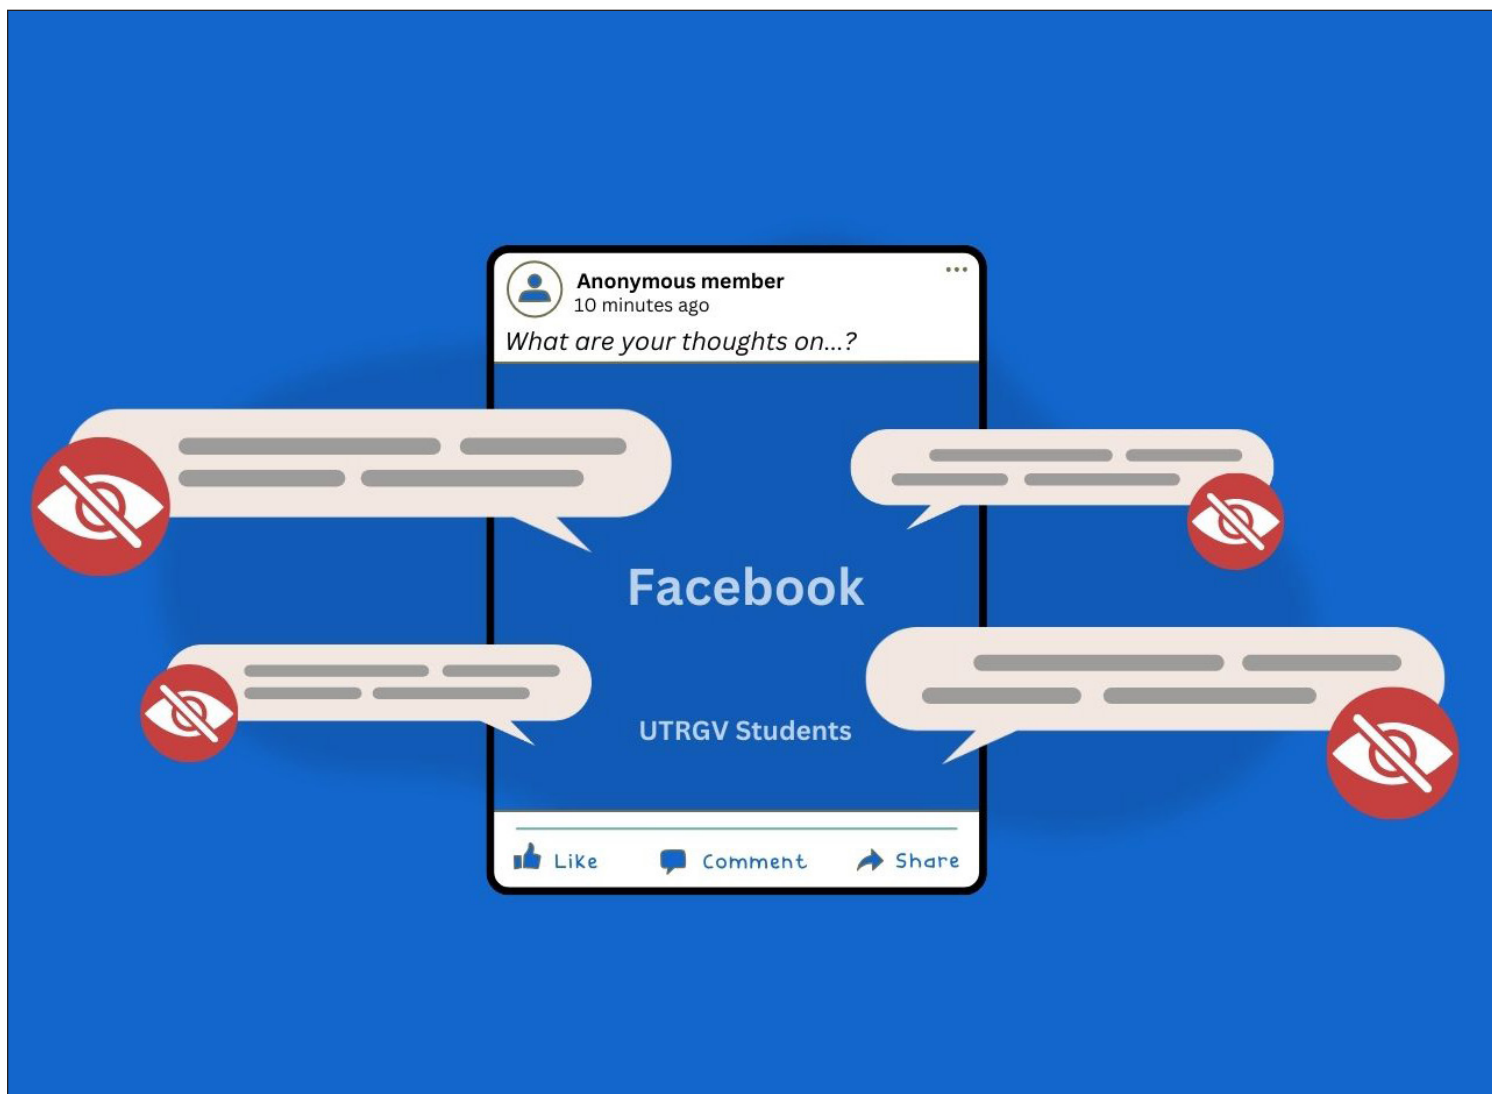 Anonymous member
10 minutes ago
What are your thoughts on...?
Facebook
UTRGV Students
Like Comment Share